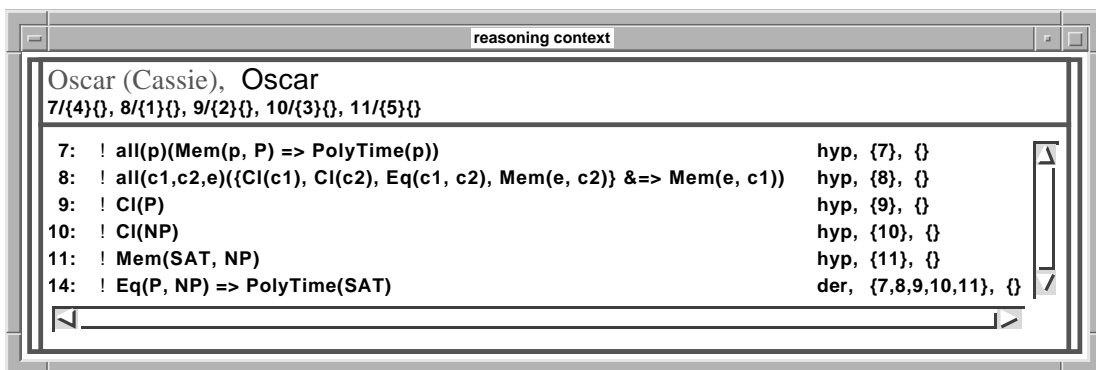 reasoning context
Oscar (Cassie), Oscar
7/{4}{}, 8/{1}{}, 9/{2}{}, 10/{3}{}, 11/{5}{}
7: ! all(p)(Mem(p, P) => PolyTime(p)) hyp, {7}, {}
8: ! all(c1,c2,e)({Cl(c1), Cl(c2), Eq(c1, c2), Mem(e, c2)} &=> Mem(e, c1)) hyp, {8}, {}
9: ! Cl(P) hyp, {9}, {}
10: ! Cl(NP) hyp, {10}, {}
11: ! Mem(SAT, NP) hyp, {11}, {}
14: ! Eq(P, NP) => PolyTime(SAT) der, {7,8,9,10,11}, {}